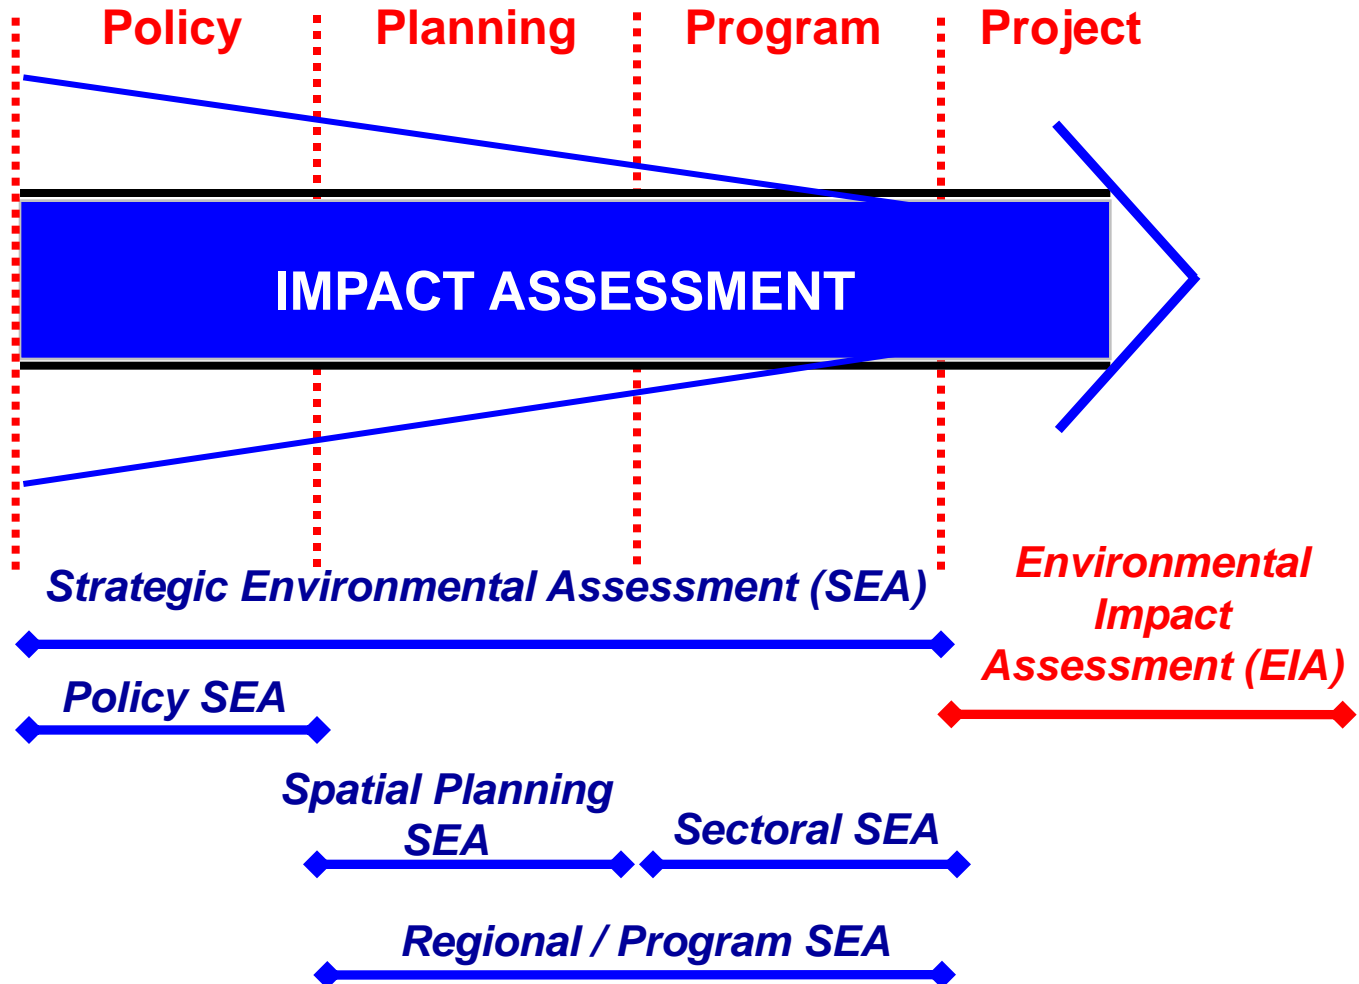 Policy Planning Program Project
IMPACT ASSESSMENT
Strategic Environmental Assessment (SEA)
Environmental
Impact
Assessment (EIA)
Policy SEA
Spatial Planning
SEA
Sectoral SEA
Regional / Program SEA